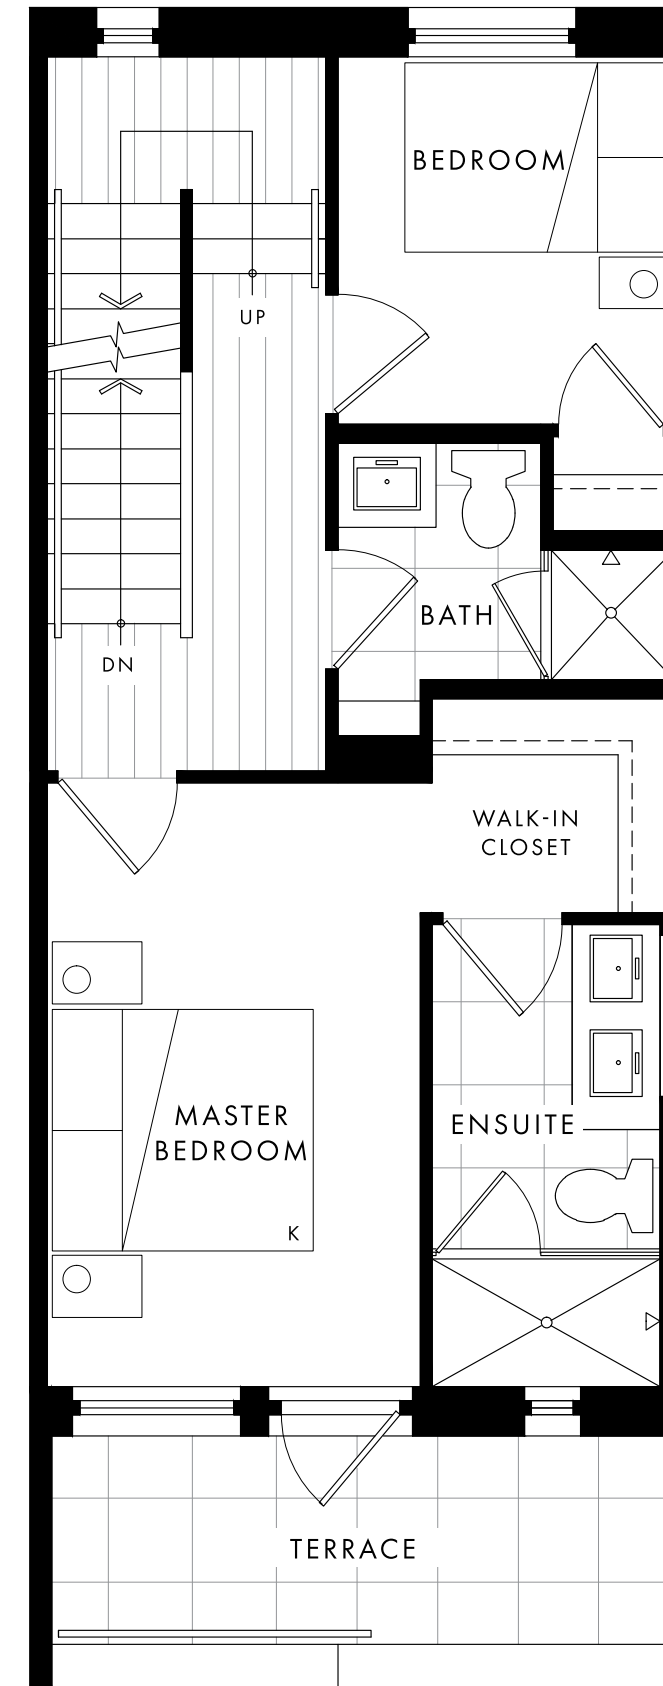 BEDROOM
UP
BATH
DN
WALK-IN
CLOSET
MASTER
BEDROOM
ENSUITE
K
TERRACE